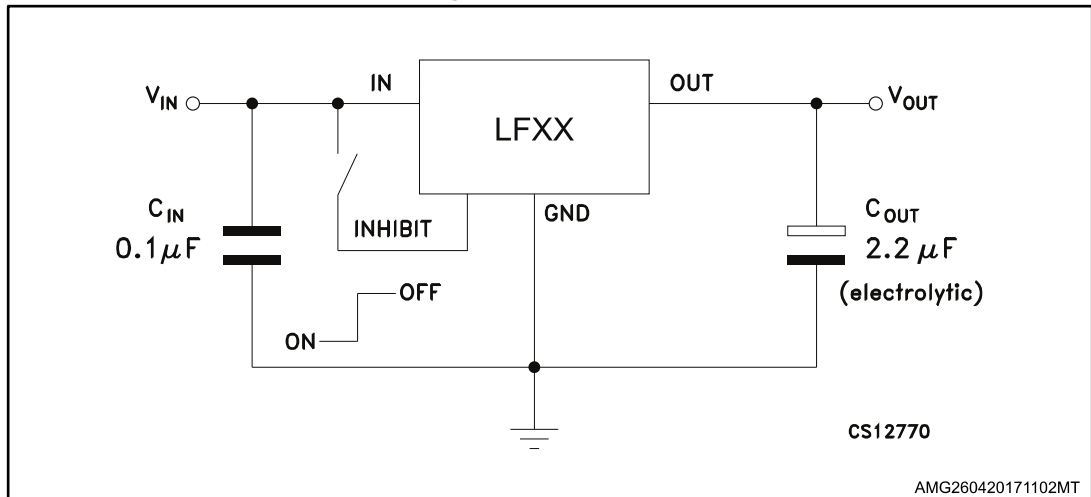 V_IN
IN
LFXX
OUT
V_OUT
C_IN
0.1μF
INHIBIT
GND
C_OUT
2.2 μF
(electrolytic)
OFF
ON
CS12770
AMG260420171102MT